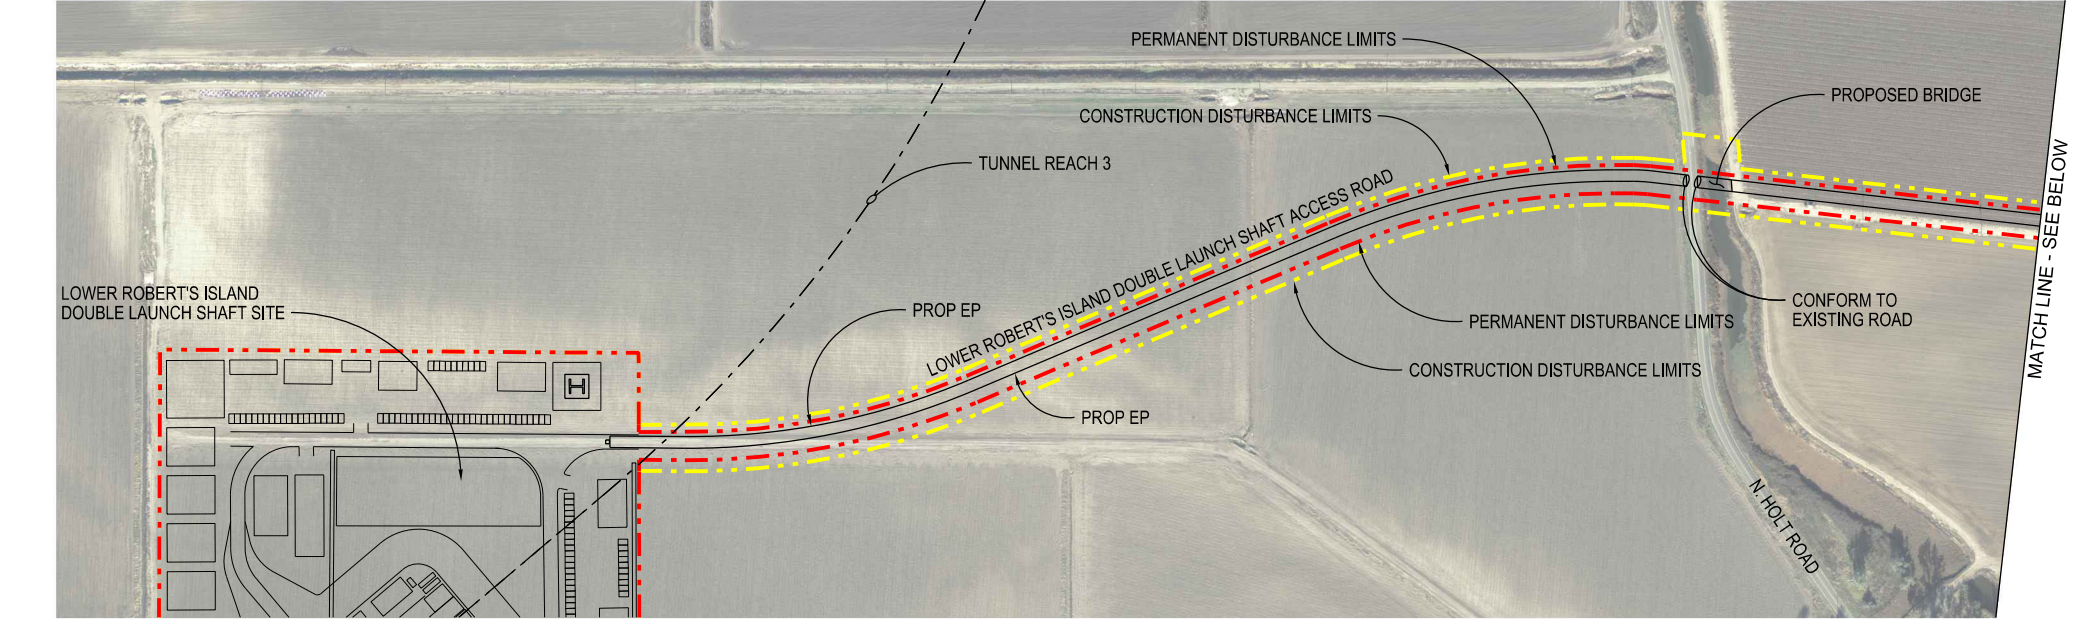 PERMANENT DISTURBANCE LIMITS
PROPOSED BRIDGE
CONSTRUCTION DISTURBANCE LIMITS
TUNNEL REACH 3
LOWER ROBERT'S ISLAND DOUBLE LAUNCH SHAFT ACCESS ROAD
MATCH LINE - SEE BELOW
LOWER ROBERT'S ISLAND
DOUBLE LAUNCH SHAFT SITE
PROP EP
CONFORM TO
EXISTING ROAD
PERMANENT DISTURBANCE LIMITS
CONSTRUCTION DISTURBANCE LIMITS
H
PROP EP
N. HOLT ROAD